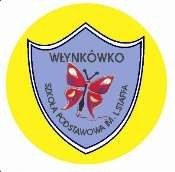 WŁYNKÓWKO
SZKOŁA PODSTAWOWA IM. L.STAFFA